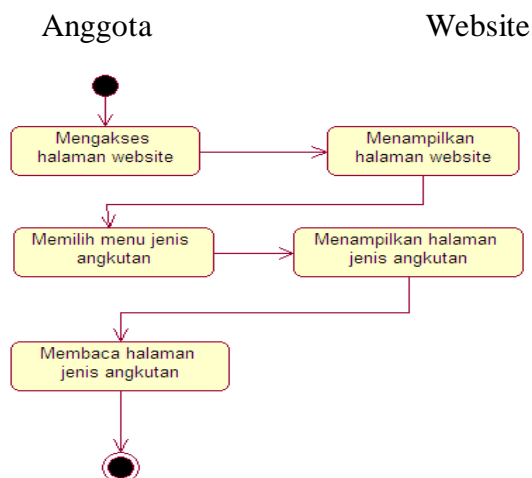 Anggota
Website
Mengakses
halaman website
Menampilkan
halaman website
Memilih menu jenis
angkutan
Menampilkan halaman
jenis angkutan
Membaca halaman
jenis angkutan